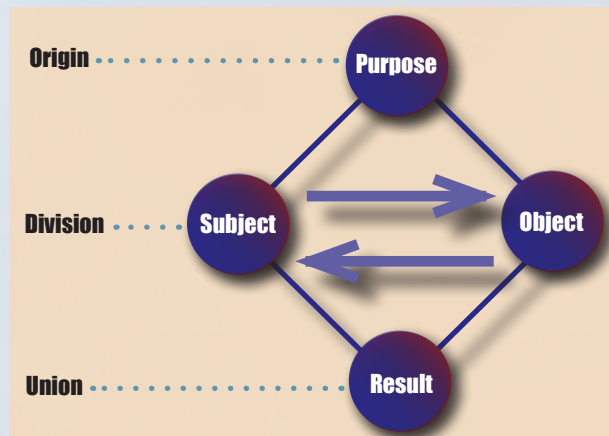 Origin
Purpose
Division
Subject
Object
Union
Result